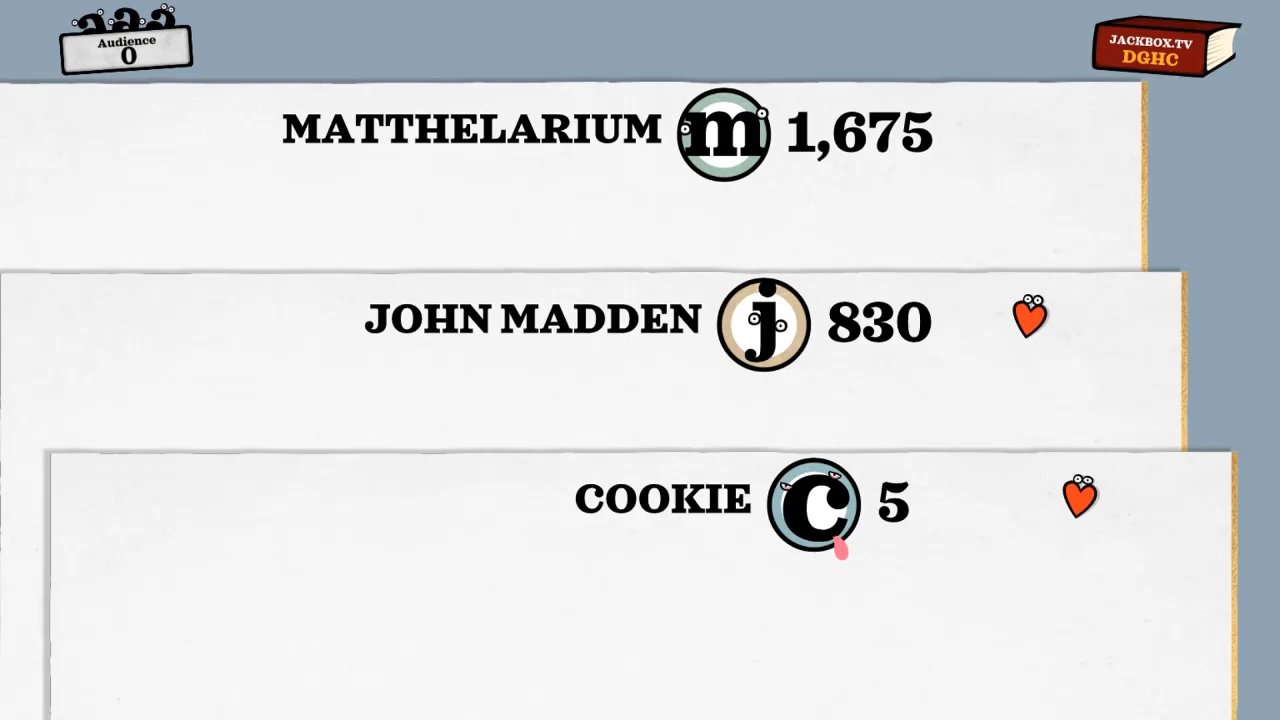 Audience
0
JACKBOX.TV
DGHC
MATTHELARIUM m 1,675
JOHN MADDEN j 830
COOKIE c 5